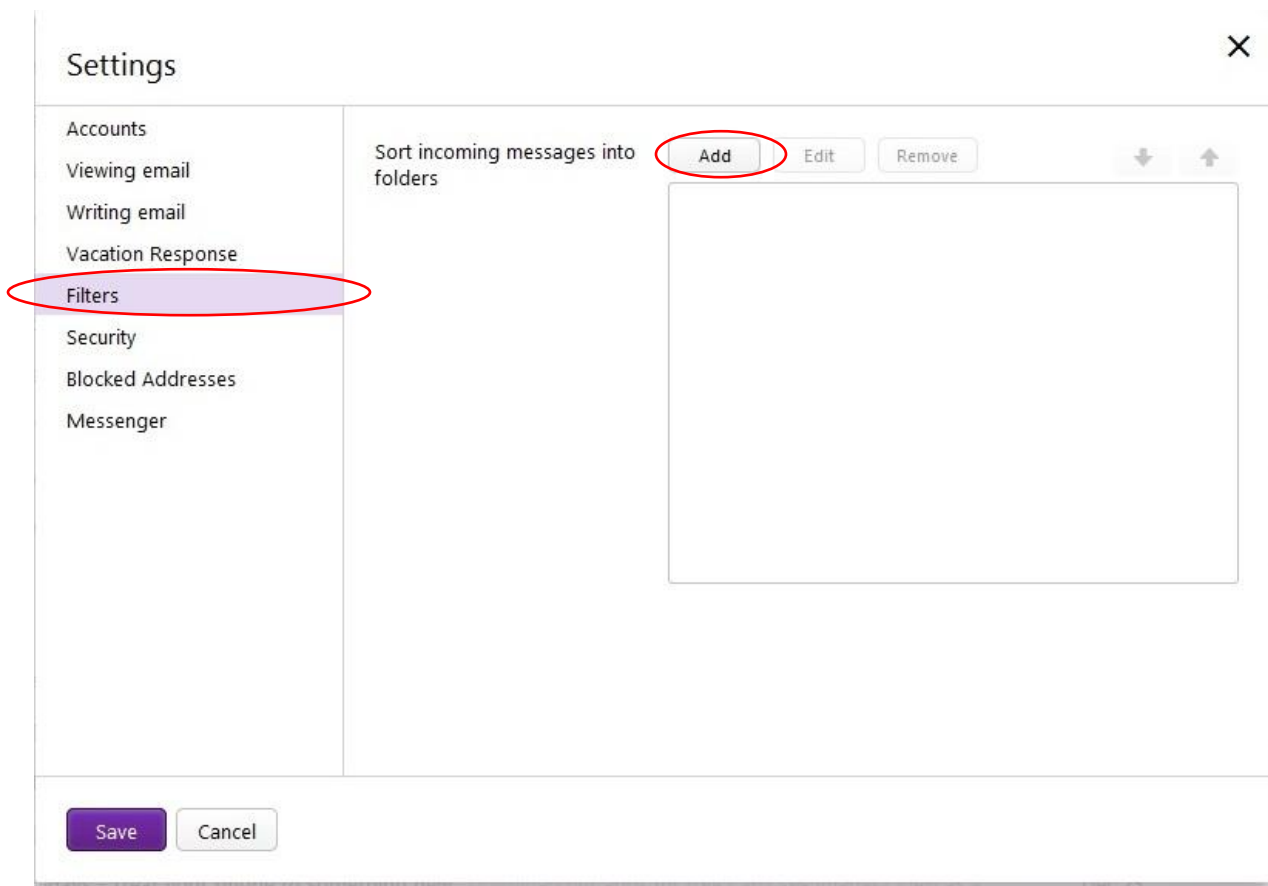 Settings
Accounts
Viewing email
Writing email
Vacation Response
Filters
Security
Blocked Addresses
Messenger
Sort incoming messages into
folders
Add Edit Remove
Save Cancel